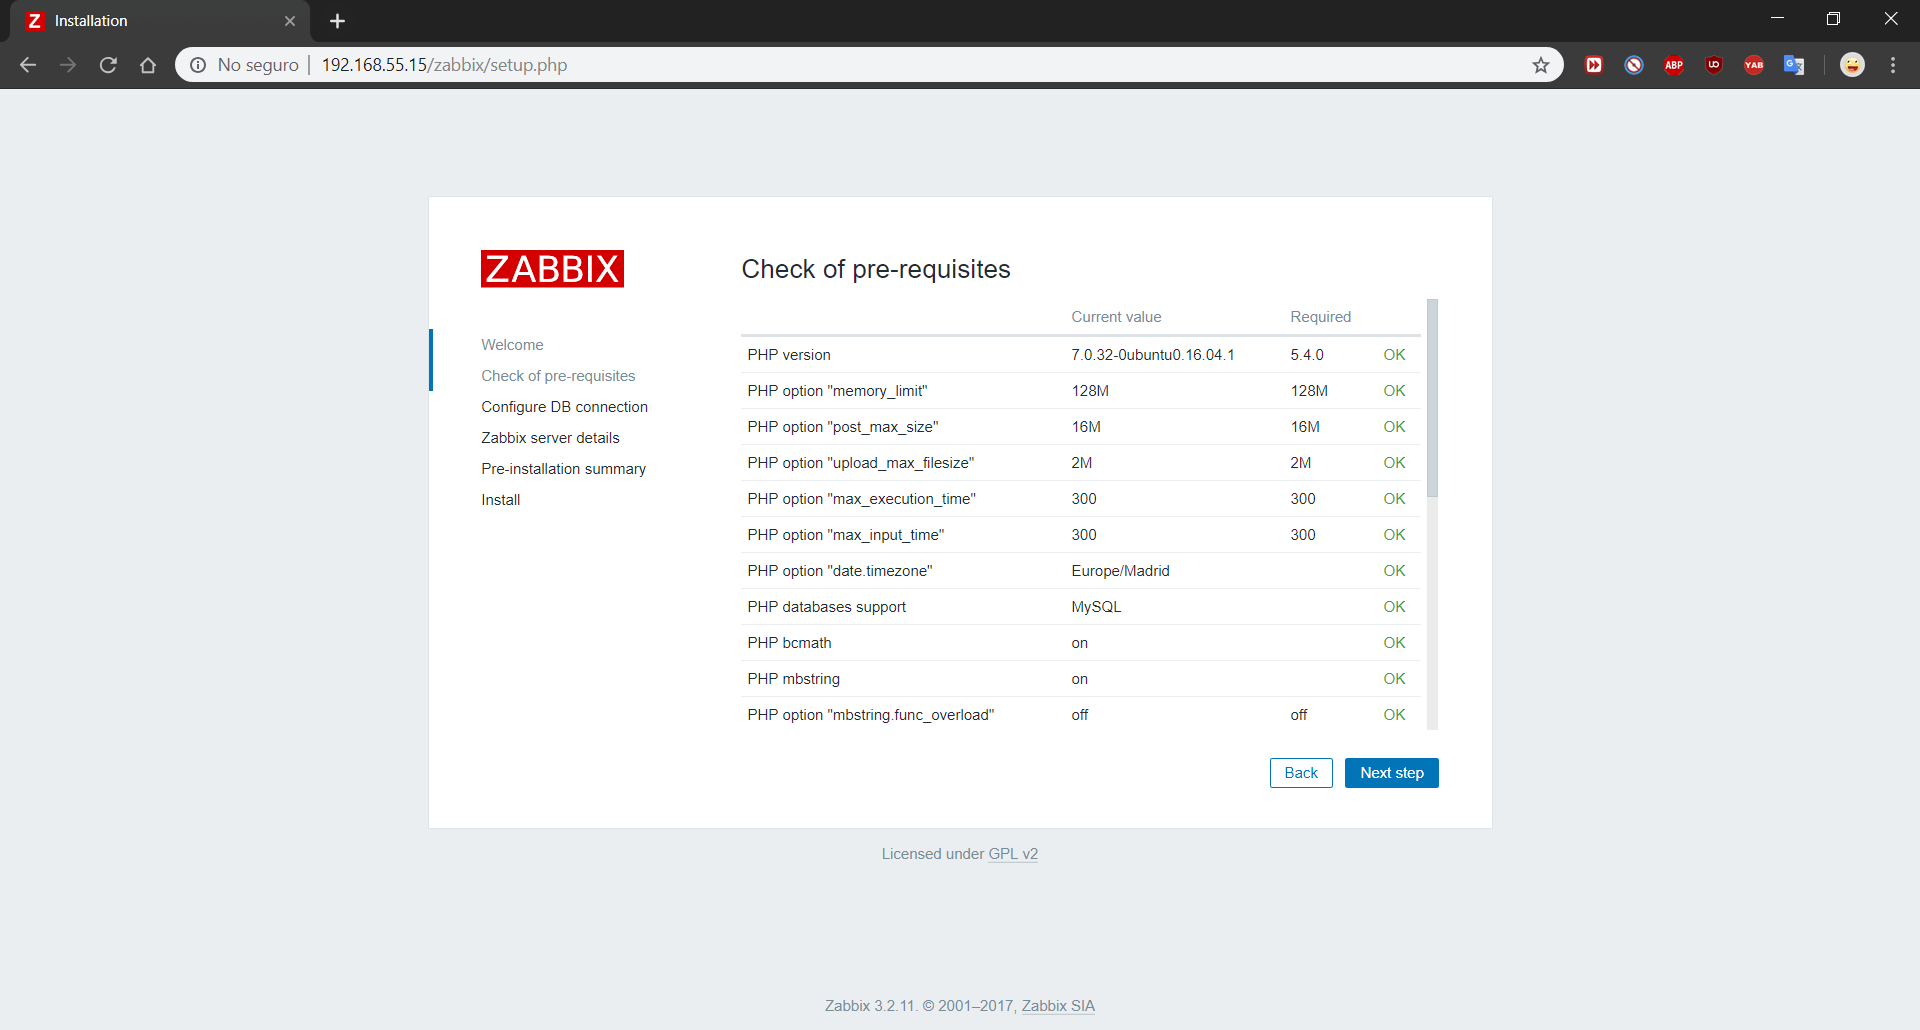 Installation
No seguro 192.168.55.15/zabbix/setup.php
ABP
UO
YAB
ZABBIX
Welcome
Check of pre-requisites
Configure DB connection
Zabbix server details
Pre-installation summary
Install
Check of pre-requisites
Current value Required
PHP version 7.0.32-0ubuntu0.16.04.1 5.4.0 OK
PHP option "memory_limit" 128M 128M OK
PHP option "post_max_size" 16M 16M OK
PHP option "upload_max_filesize" 2M 2M OK
PHP option "max_execution_time" 300 300 OK
PHP option "max_input_time" 300 300 OK
PHP option "date.timezone" Europe/Madrid OK
PHP databases support MySQL OK
PHP bcmath on OK
PHP mbstring on OK
PHP option "mbstring.func_overload" off off OK
Back Next step
Licensed under GPL v2
Zabbix 3.2.11. © 2001–2017, Zabbix SIA